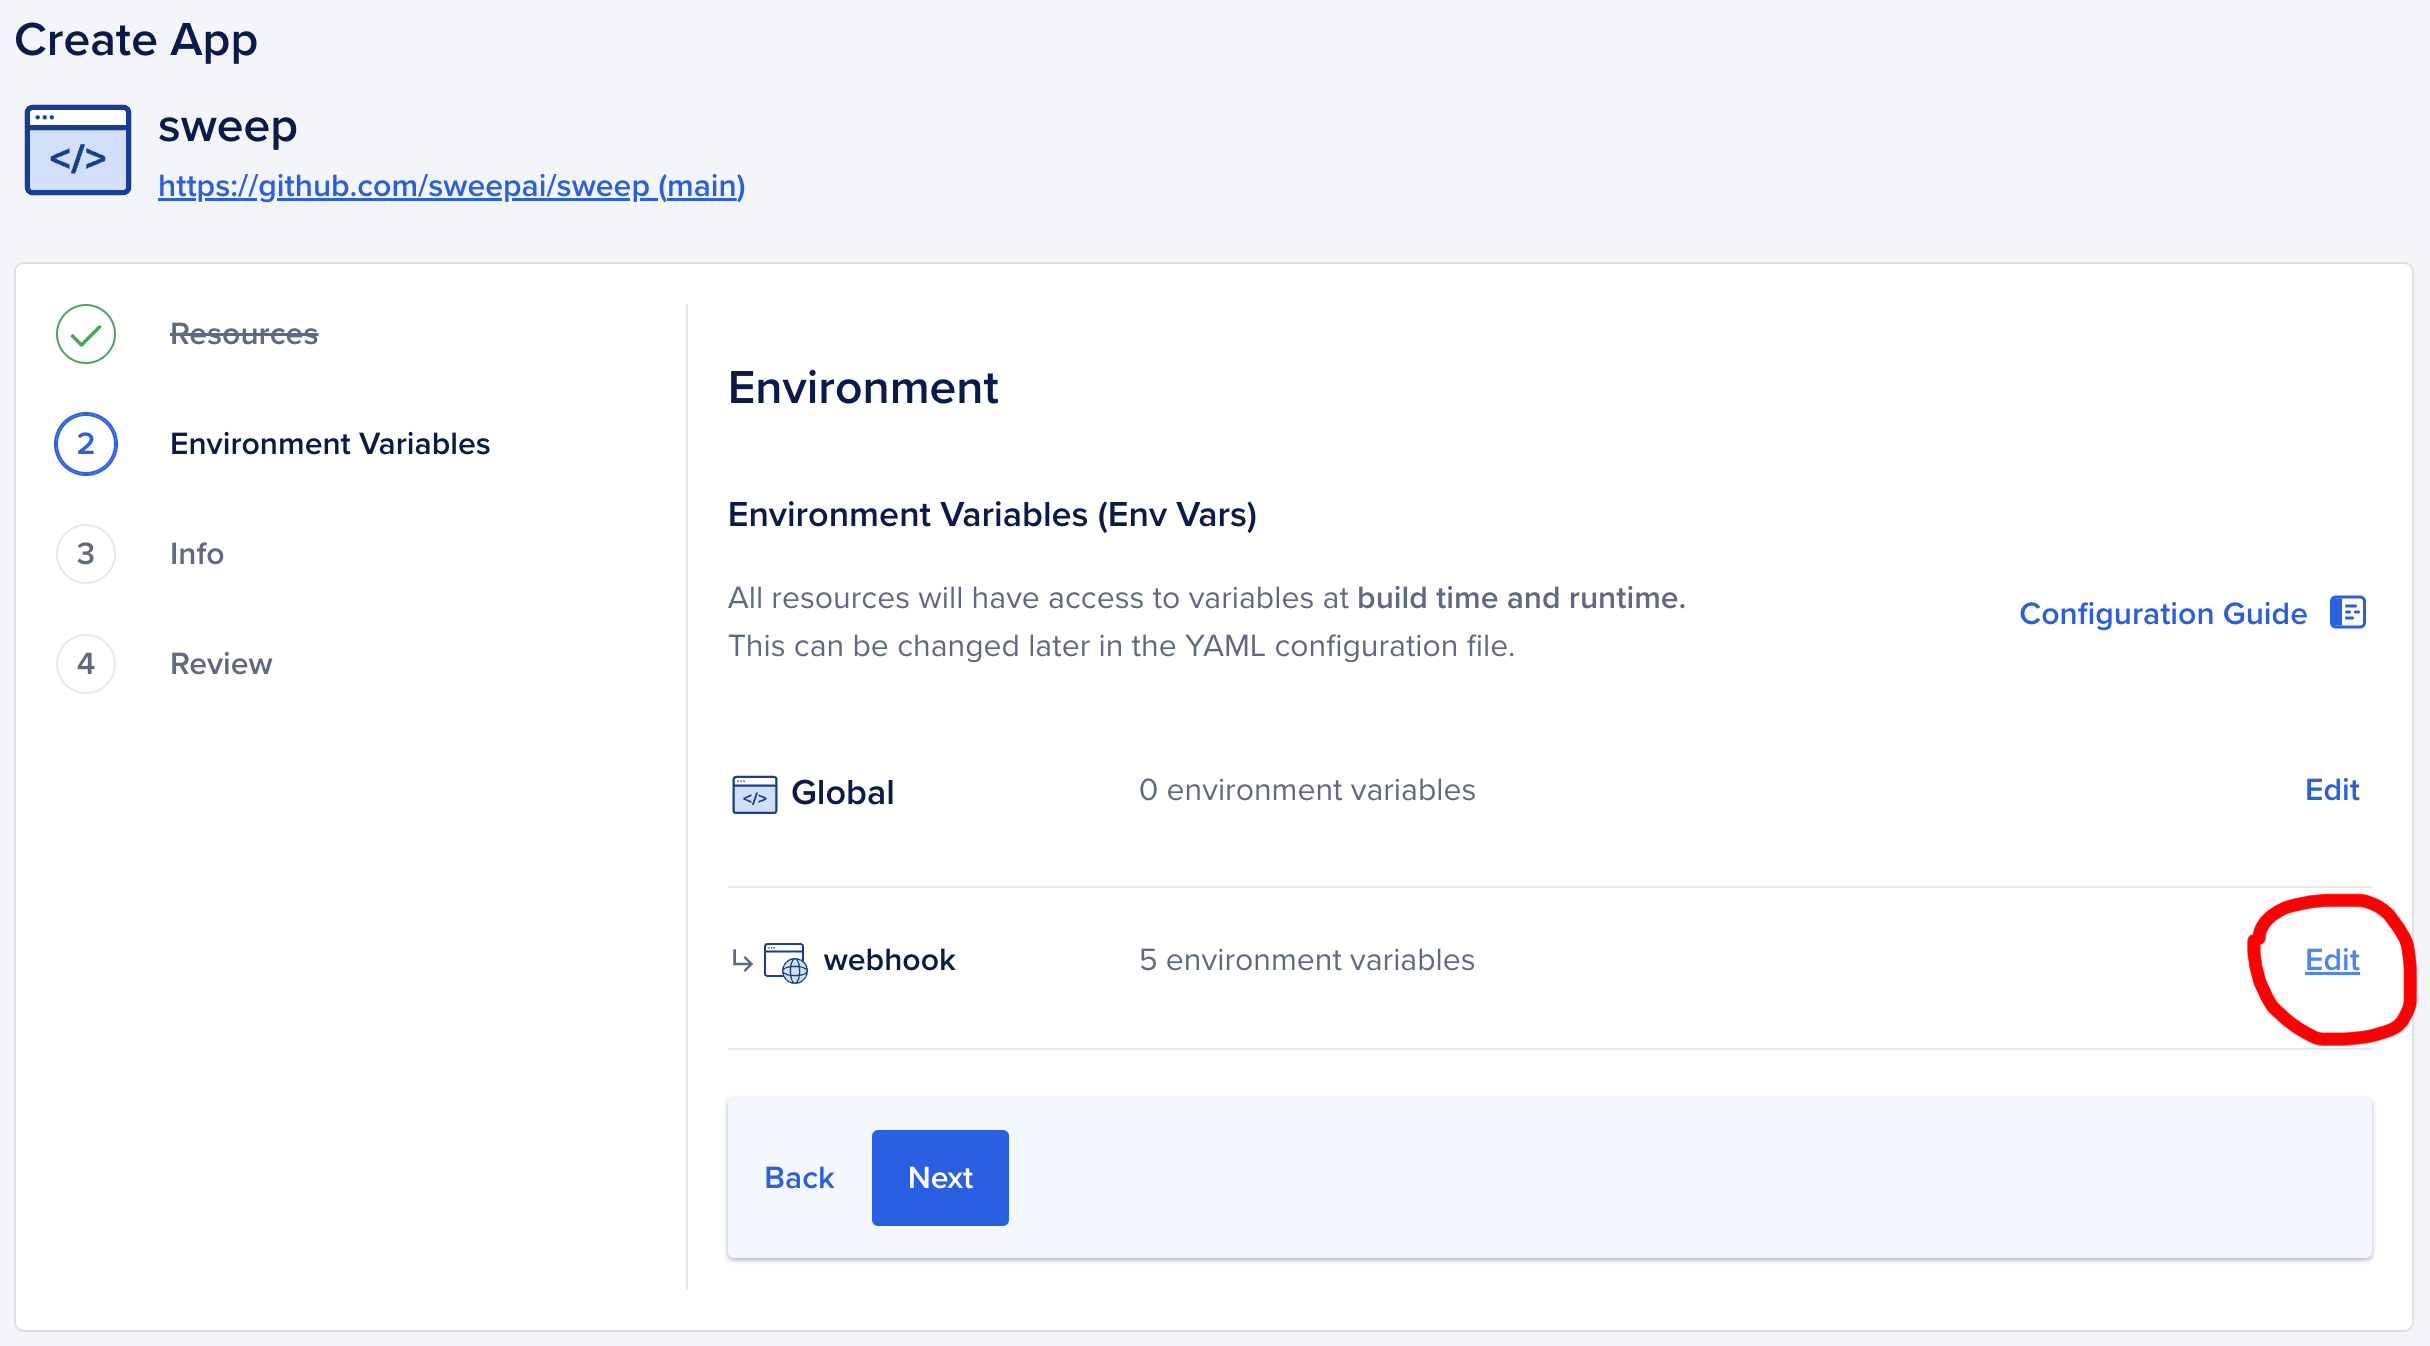 Create App
sweep
https://github.com/sweepai/sweep (main)
Resources
2 Environment Variables
3 Info
4 Review
Environment
Environment Variables (Env Vars)
All resources will have access to variables at build time and runtime.
This can be changed later in the YAML configuration file.
Configuration Guide
</> Global 0 environment variables Edit
webhook 5 environment variables Edit
Back Next